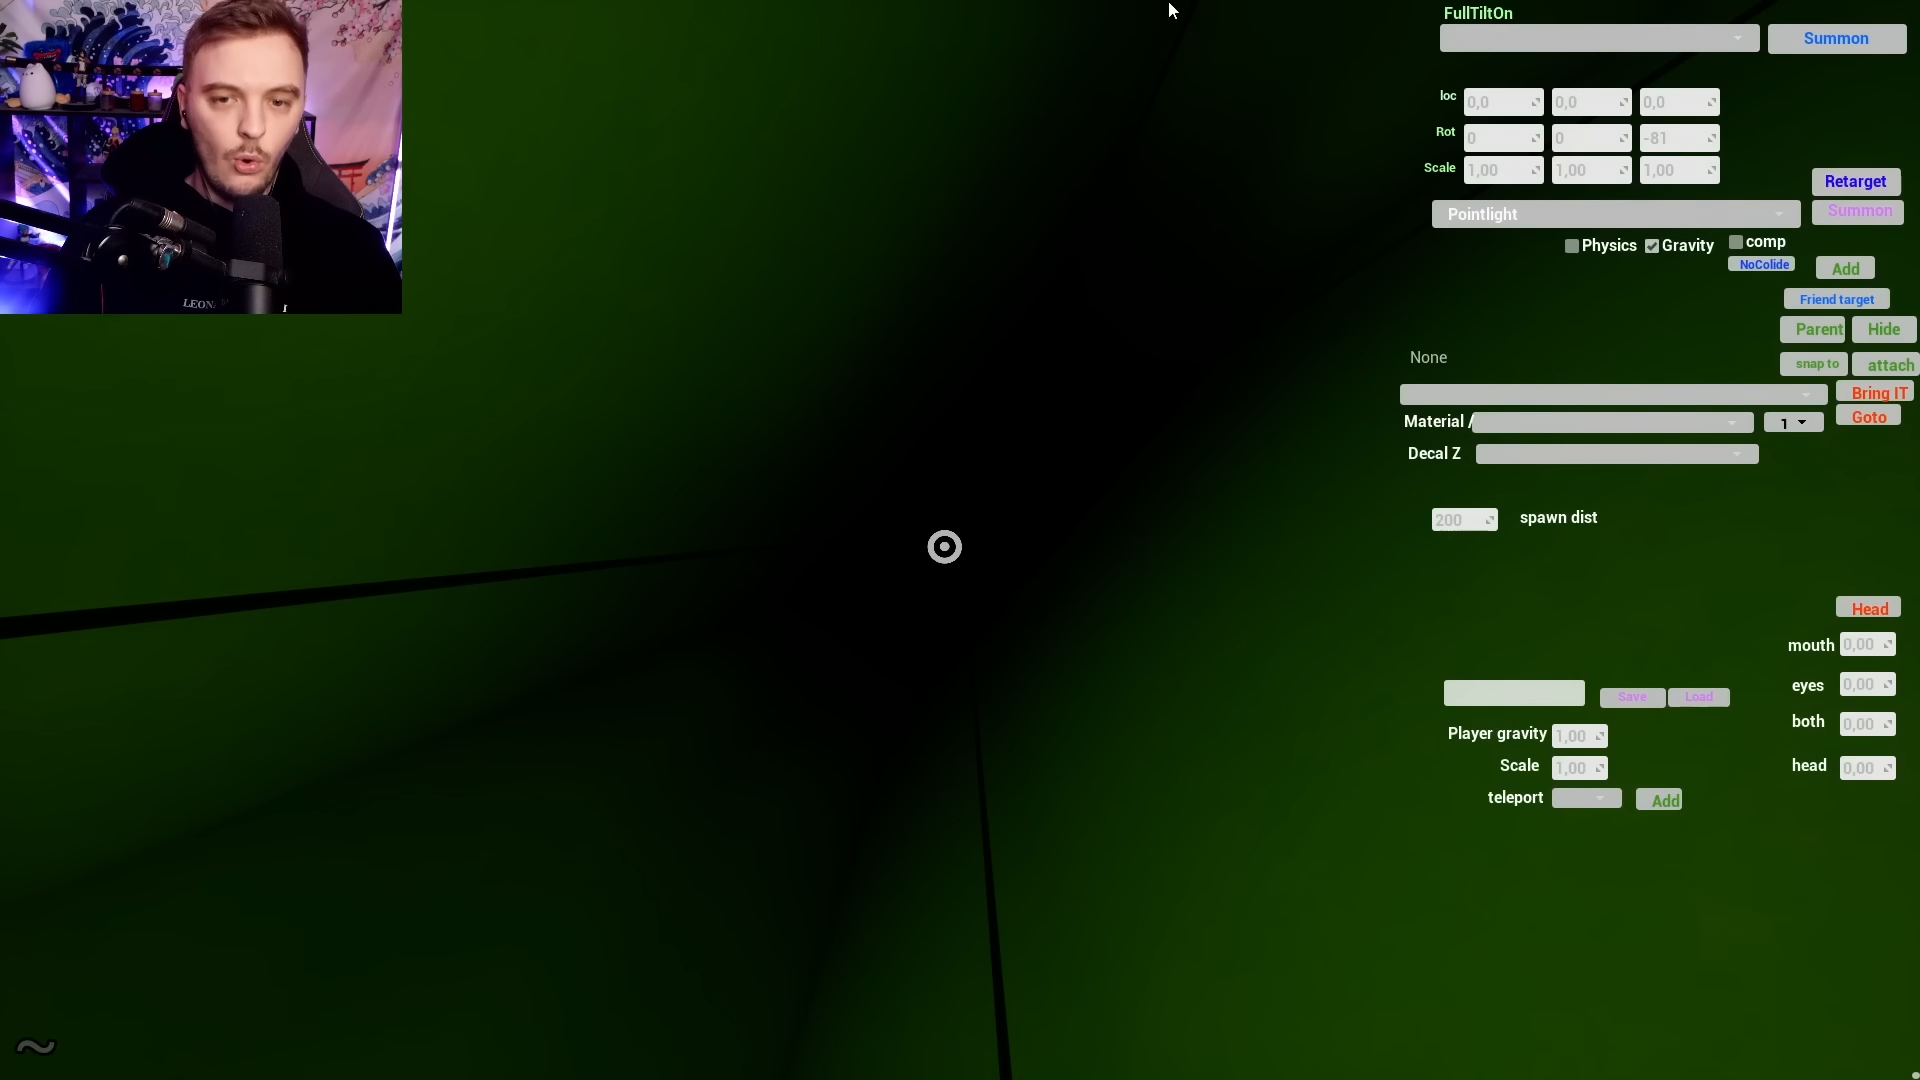 FullTiltOn
Summon
loc 0,0 0,0 0,0
Rot 0 0 -81
Scale 1,00 1,00 1,00
Retarget
Pointlight Summon
Physics Gravity comp
NoColide Add
Friend target
Parent Hide
None
snap to attach
Bring IT
Material / 1 Goto
Decal Z
200 spawn dist
Head
mouth 0,00
eyes 0,00
Save Load
both 0,00
Player gravity 1,00
Scale 1,00
head 0,00
teleport Add